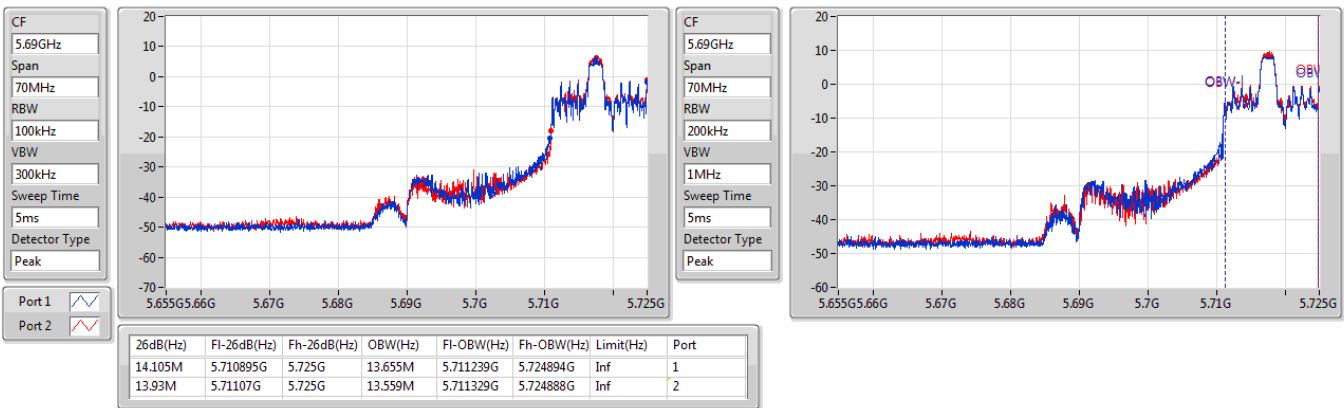 CF
5.69GHz
Span
70MHz
RBW
100kHz
VBW
300kHz
Sweep Time
5ms
Detector Type
Peak
Port 1
Port 2
20
10
0
-10
-20
-30
-40
-50
-60
-70
5.655G 5.66G 5.67G 5.68G 5.69G 5.7G 5.71G 5.725G
CF
5.69GHz
Span
70MHz
RBW
200kHz
VBW
1MHz
Sweep Time
5ms
Detector Type
Peak
20
10
0
-10
-20
-30
-40
-50
-60
OBW-
OBW
5.655G 5.66G 5.67G 5.68G 5.69G 5.7G 5.71G 5.725G
26dB(Hz) Fl-26dB(Hz) Fh-26dB(Hz) OBW(Hz) Fl-OBW(Hz) Fh-OBW(Hz) Limit(Hz) Port
14.105M 5.710895G 5.725G 13.655M 5.711239G 5.724894G Inf 1
13.93M 5.71107G 5.725G 13.559M 5.711329G 5.724888G Inf 2